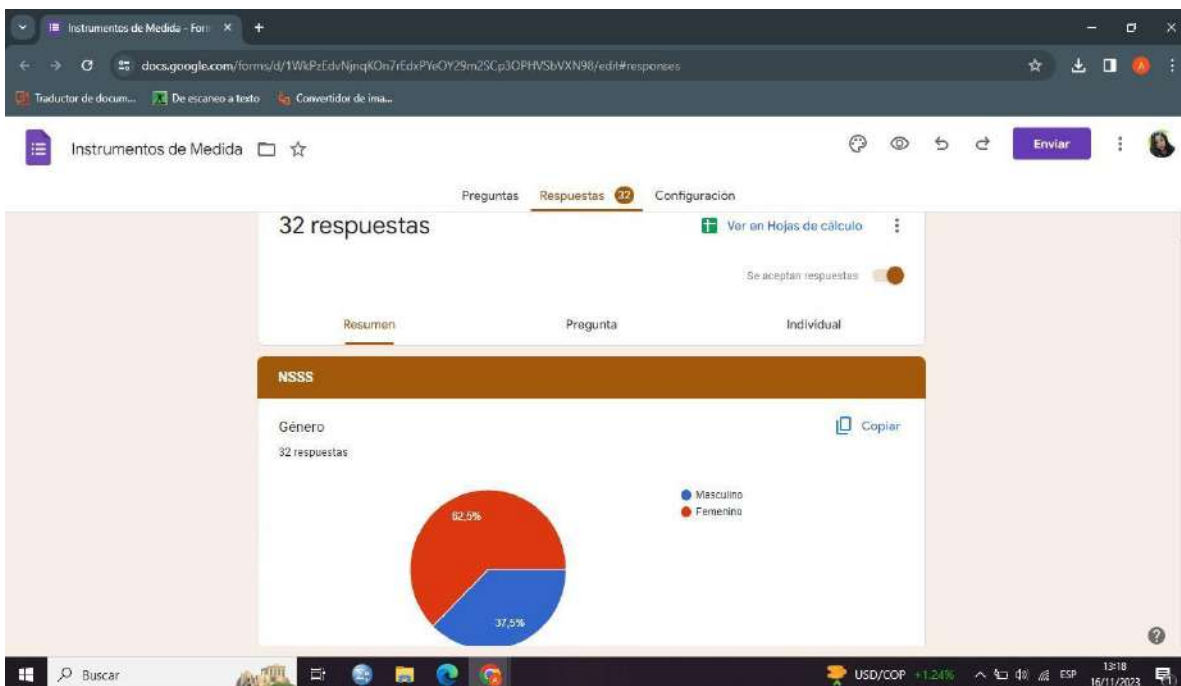 Instrumentos de Medida - Form
docs.google.com/forms/d/1WkPzEdvNjnqKOn7rEdxPYeOY29m2SCp3OPHVSbVXN98/edit#responses
Traductor de docum...
De escaneo a texto
Convertidor de ima...
Instrumentos de Medida
Enviar
Preguntas
Respuestas 32
Configuración
32 respuestas
Ver en Hojas de cálculo
Se aceptan respuestas
Resumen
Pregunta
Individual
NSSS
Género
Copiar
32 respuestas
Masculino
Femenino
62,5%
37,5%
Buscar
USD/COP +1.24%
ESP
13:18
16/11/2023